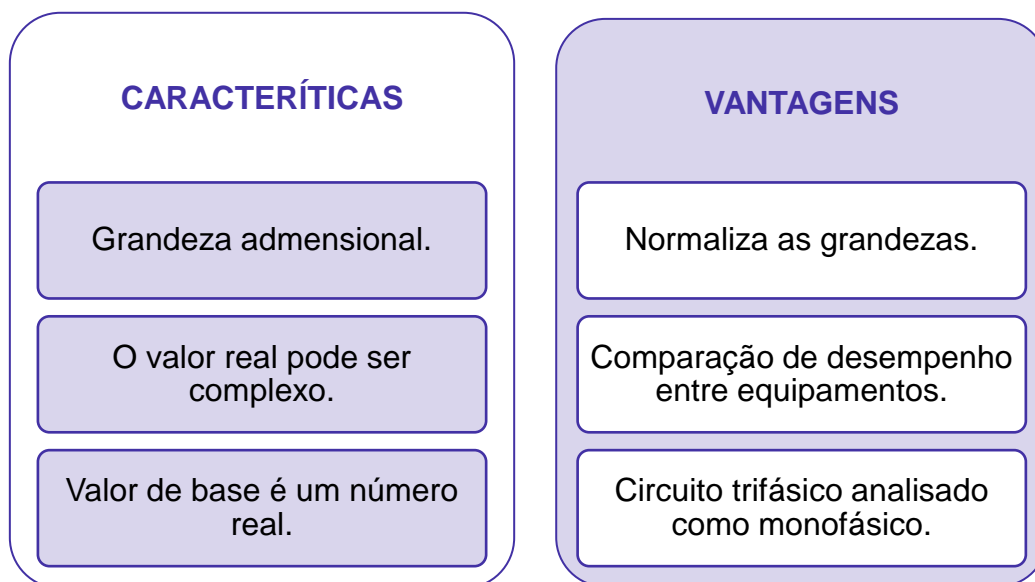 CARACTERÍTICAS
Grandeza admensional.
O valor real pode ser
complexo.
Valor de base é um número
real.
VANTAGENS
Normaliza as grandezas.
Comparação de desempenho
entre equipamentos.
Circuito trifásico analisado
como monofásico.